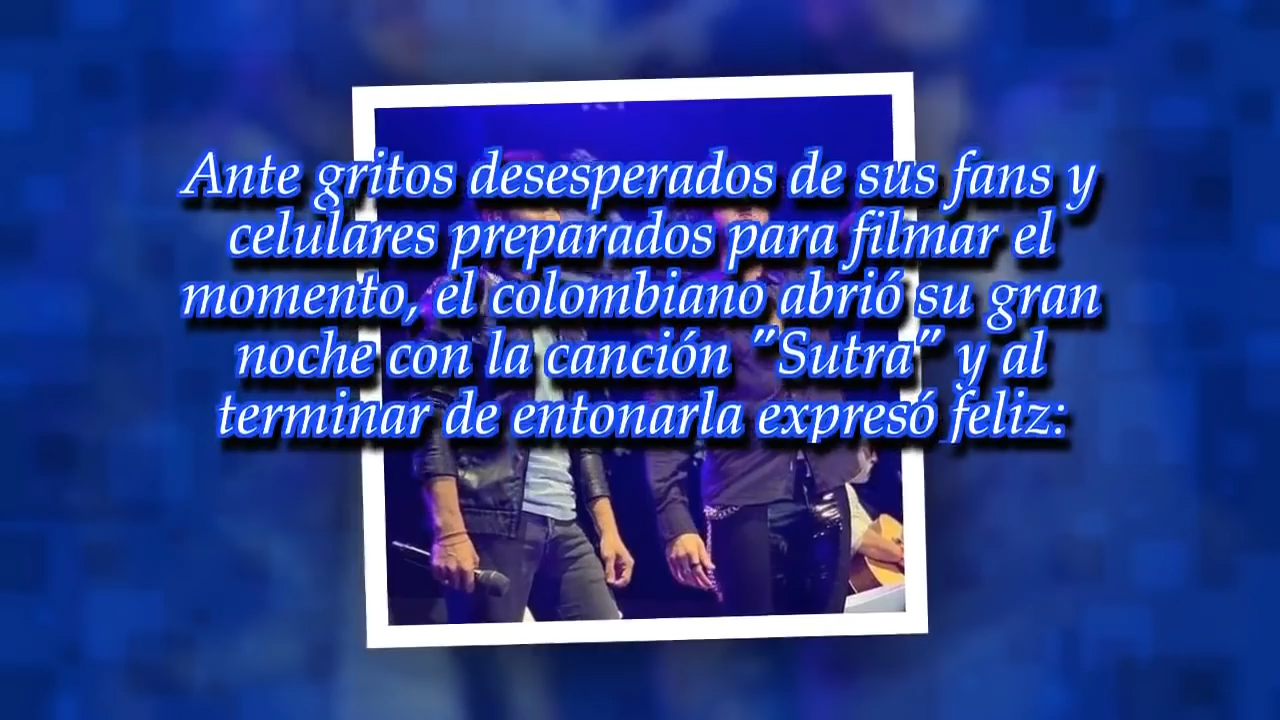 Ante gritos desesperados de sus fans y
celulares preparados para filmar el
momento, el colombiano abrió su gran
noche con la canción "Sutra" y al
terminar de entonarla expresó feliz: